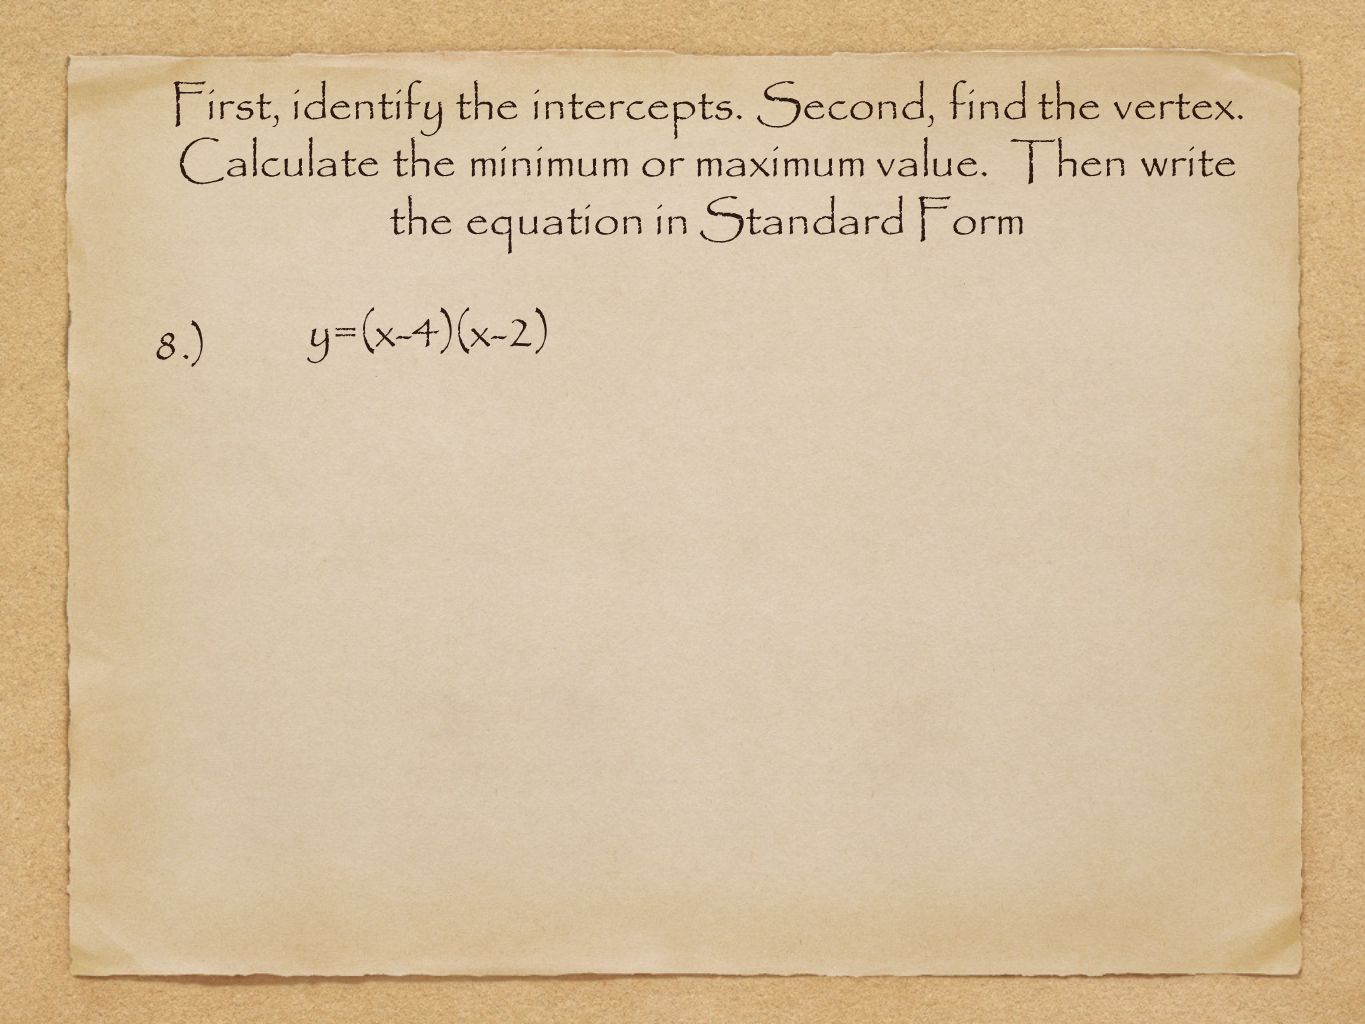 First, identify the intercepts. Second, find the vertex.
Calculate the minimum or maximum value. Then write
the equation in Standard Form
8.) y=(x-4)(x-2)